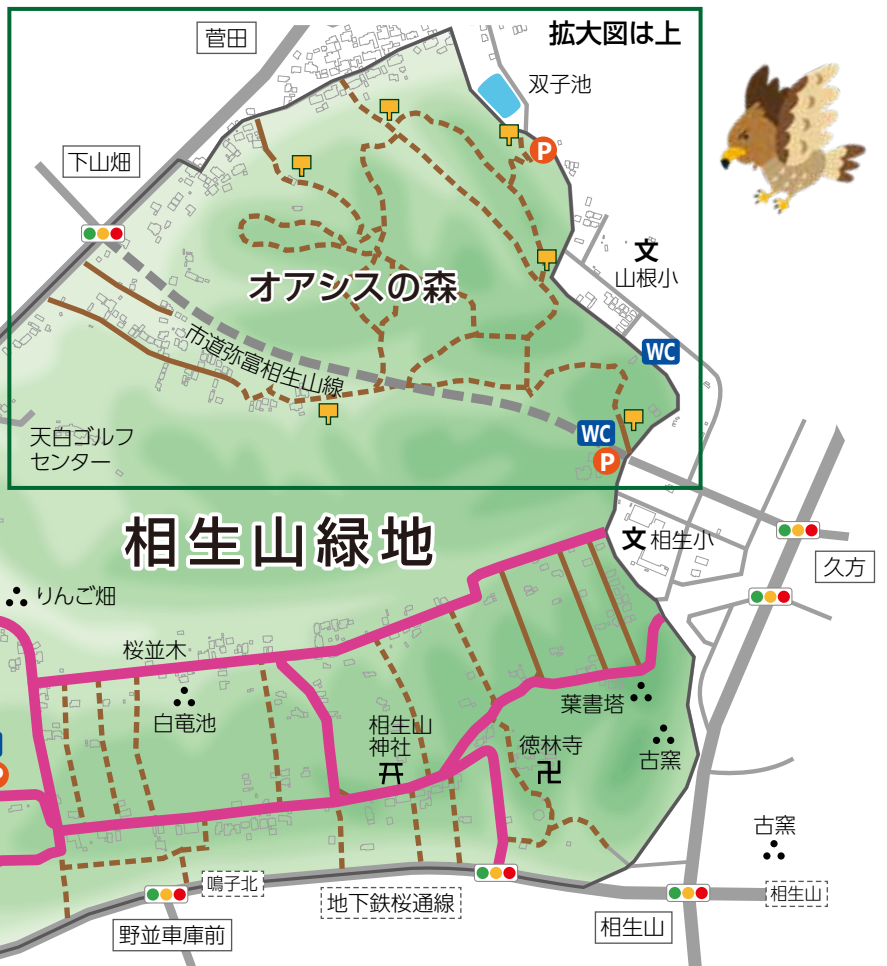 菅田
拡大図は上
双子池
P
下山畑
文
山根小
オアシスの森
市道弥富相生山線
WC
天白ゴルフ
センター
WC
P
相生山緑地
文 相生小
久方
りんご畑
桜並木
白竜池
葉書塔
相生山
神社
徳林寺
卍
古窯
古窯
鳴子北
地下鉄桜通線
相生山
相生山
野並車庫前